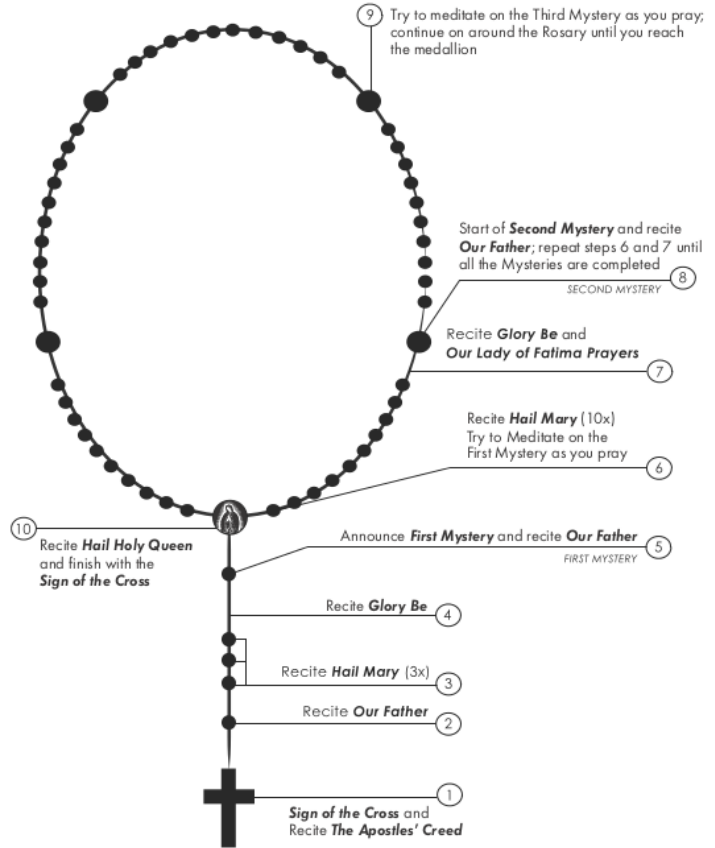 9
Try to meditate on the Third Mystery as you pray;
continue on around the Rosary until you reach
the medallion
Start of Second Mystery and recite
Our Father; repeat steps 6 and 7 until
all the Mysteries are completed
8
SECOND MYSTERY
Recite Glory Be and
Our Lady of Fatima Prayers
7
Recite Hail Mary (10x)
Try to Meditate on the
First Mystery as you pray
6
10
Recite Hail Holy Queen
and finish with the
Sign of the Cross
Announce First Mystery and recite Our Father
5
FIRST MYSTERY
Recite Glory Be
4
Recite Hail Mary (3x)
3
Recite Our Father
2
1
Sign of the Cross and
Recite The Apostles' Creed